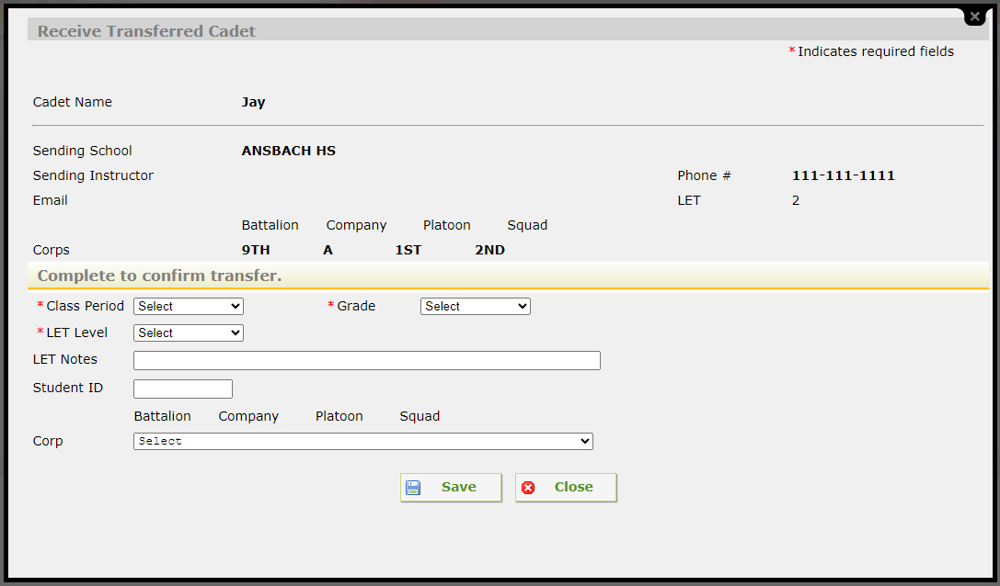 Receive Transferred Cadet
* Indicates required fields
Cadet Name Jay
Sending School ANSBACH HS
Sending Instructor Phone # 111-111-1111
Email LET 2
Battalion Company Platoon Squad
Corps 9TH A 1ST 2ND
Complete to confirm transfer.
* Class Period Select * Grade Select
* LET Level Select
LET Notes
Student ID
Battalion Company Platoon Squad
Corp Select
Save Close